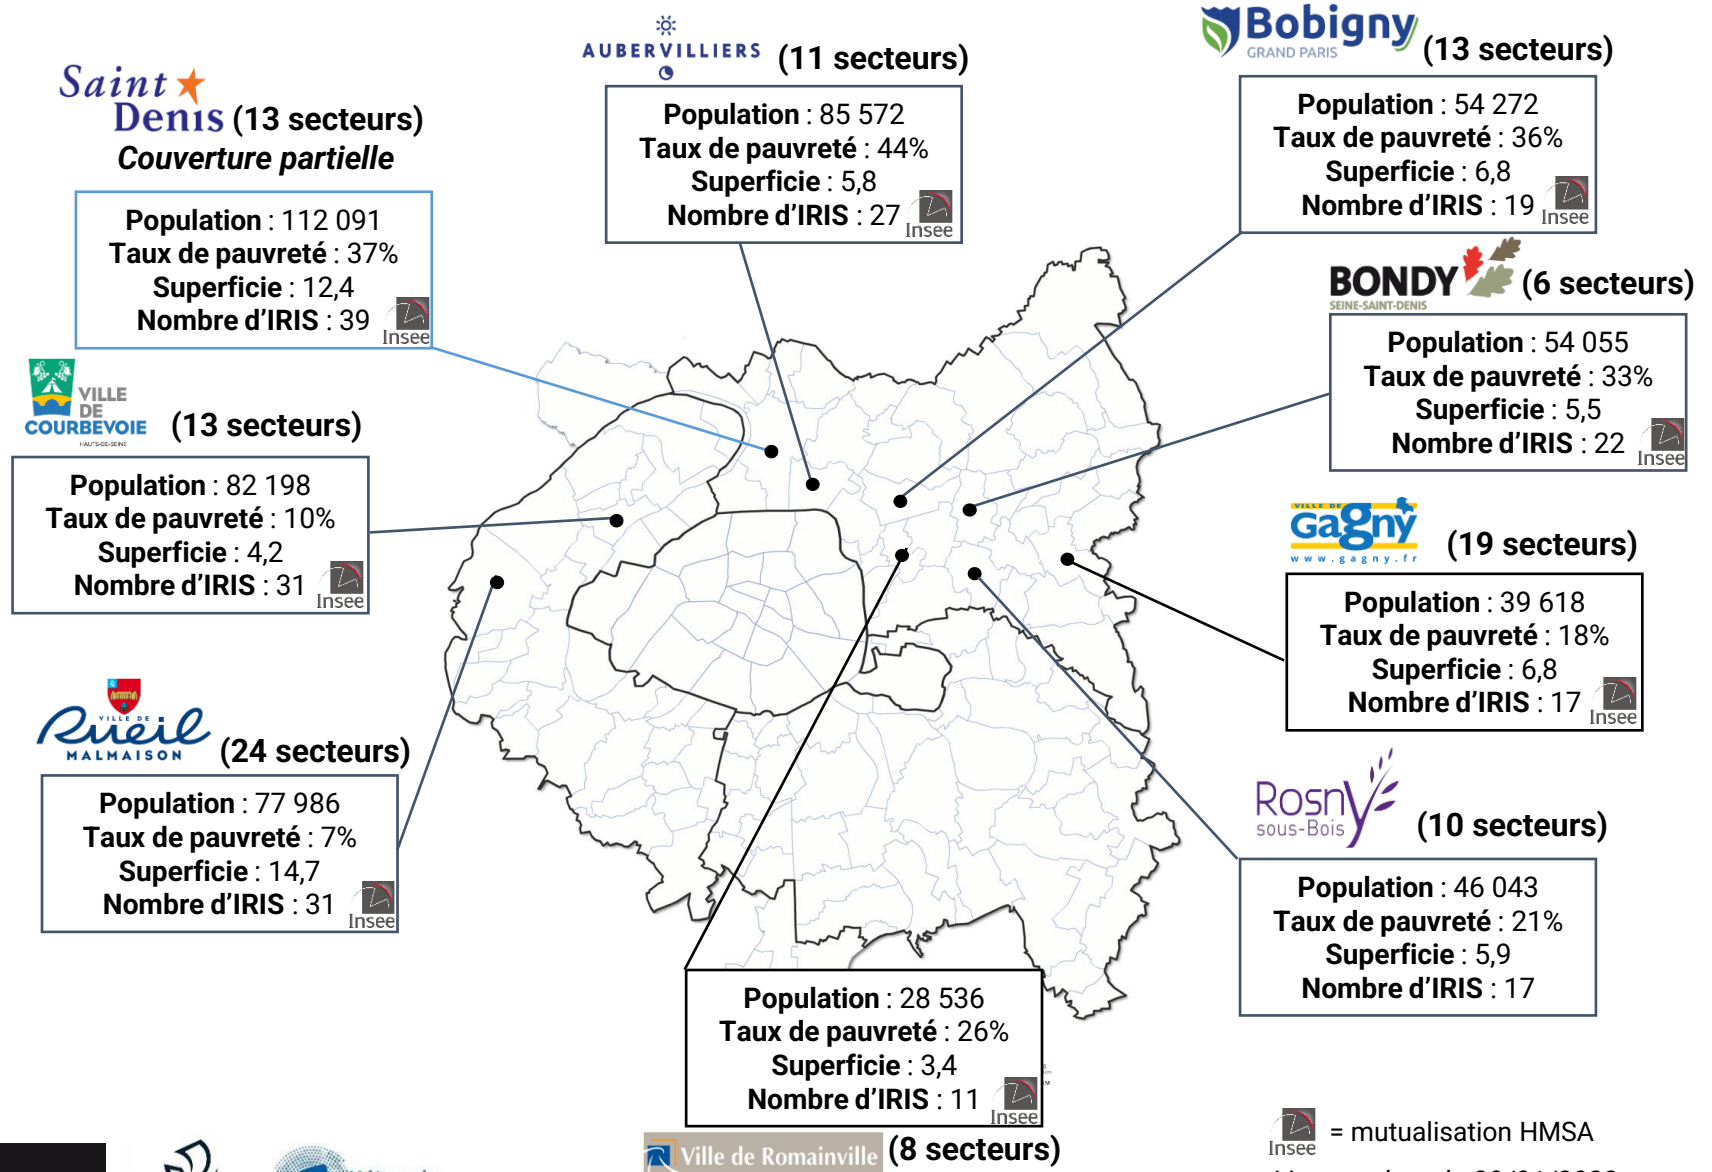 Saint
Denis (13 secteurs)
Couverture partielle
Population : 112 091
Taux de pauvreté : 37%
Superficie : 12,4
Nombre d’IRIS : 39
Insee
AUBERVILLIERS (11 secteurs)
Population : 85 572
Taux de pauvreté : 44%
Superficie : 5,8
Nombre d’IRIS : 27
Insee
Bobigny
GRAND PARIS
(13 secteurs)
Population : 54 272
Taux de pauvreté : 36%
Superficie : 6,8
Nombre d’IRIS : 19
Insee
BONDY (6 secteurs)
SEINE-SAINT-DENIS
Population : 54 055
Taux de pauvreté : 33%
Superficie : 5,5
Nombre d’IRIS : 22
Insee
VILLE
DE
COURBEVOIE (13 secteurs)
HAUTS-DE-SEINE
Population : 82 198
Taux de pauvreté : 10%
Superficie : 4,2
Nombre d’IRIS : 31
Insee
VILLE DE
Gagny
www.gagny.fr
(19 secteurs)
Population : 39 618
Taux de pauvreté : 18%
Superficie : 6,8
Nombre d’IRIS : 17
Insee
VILLE DE
Rueil
MALMAISON
(24 secteurs)
Population : 77 986
Taux de pauvreté : 7%
Superficie : 14,7
Nombre d’IRIS : 31
Insee
Rosny
sous-Bois
(10 secteurs)
Population : 46 043
Taux de pauvreté : 21%
Superficie : 5,9
Nombre d’IRIS : 17
Population : 28 536
Taux de pauvreté : 26%
Superficie : 3,4
Nombre d’IRIS : 11
Insee
Ville de Romainville (8 secteurs)
Insee = mutualisation HMSA